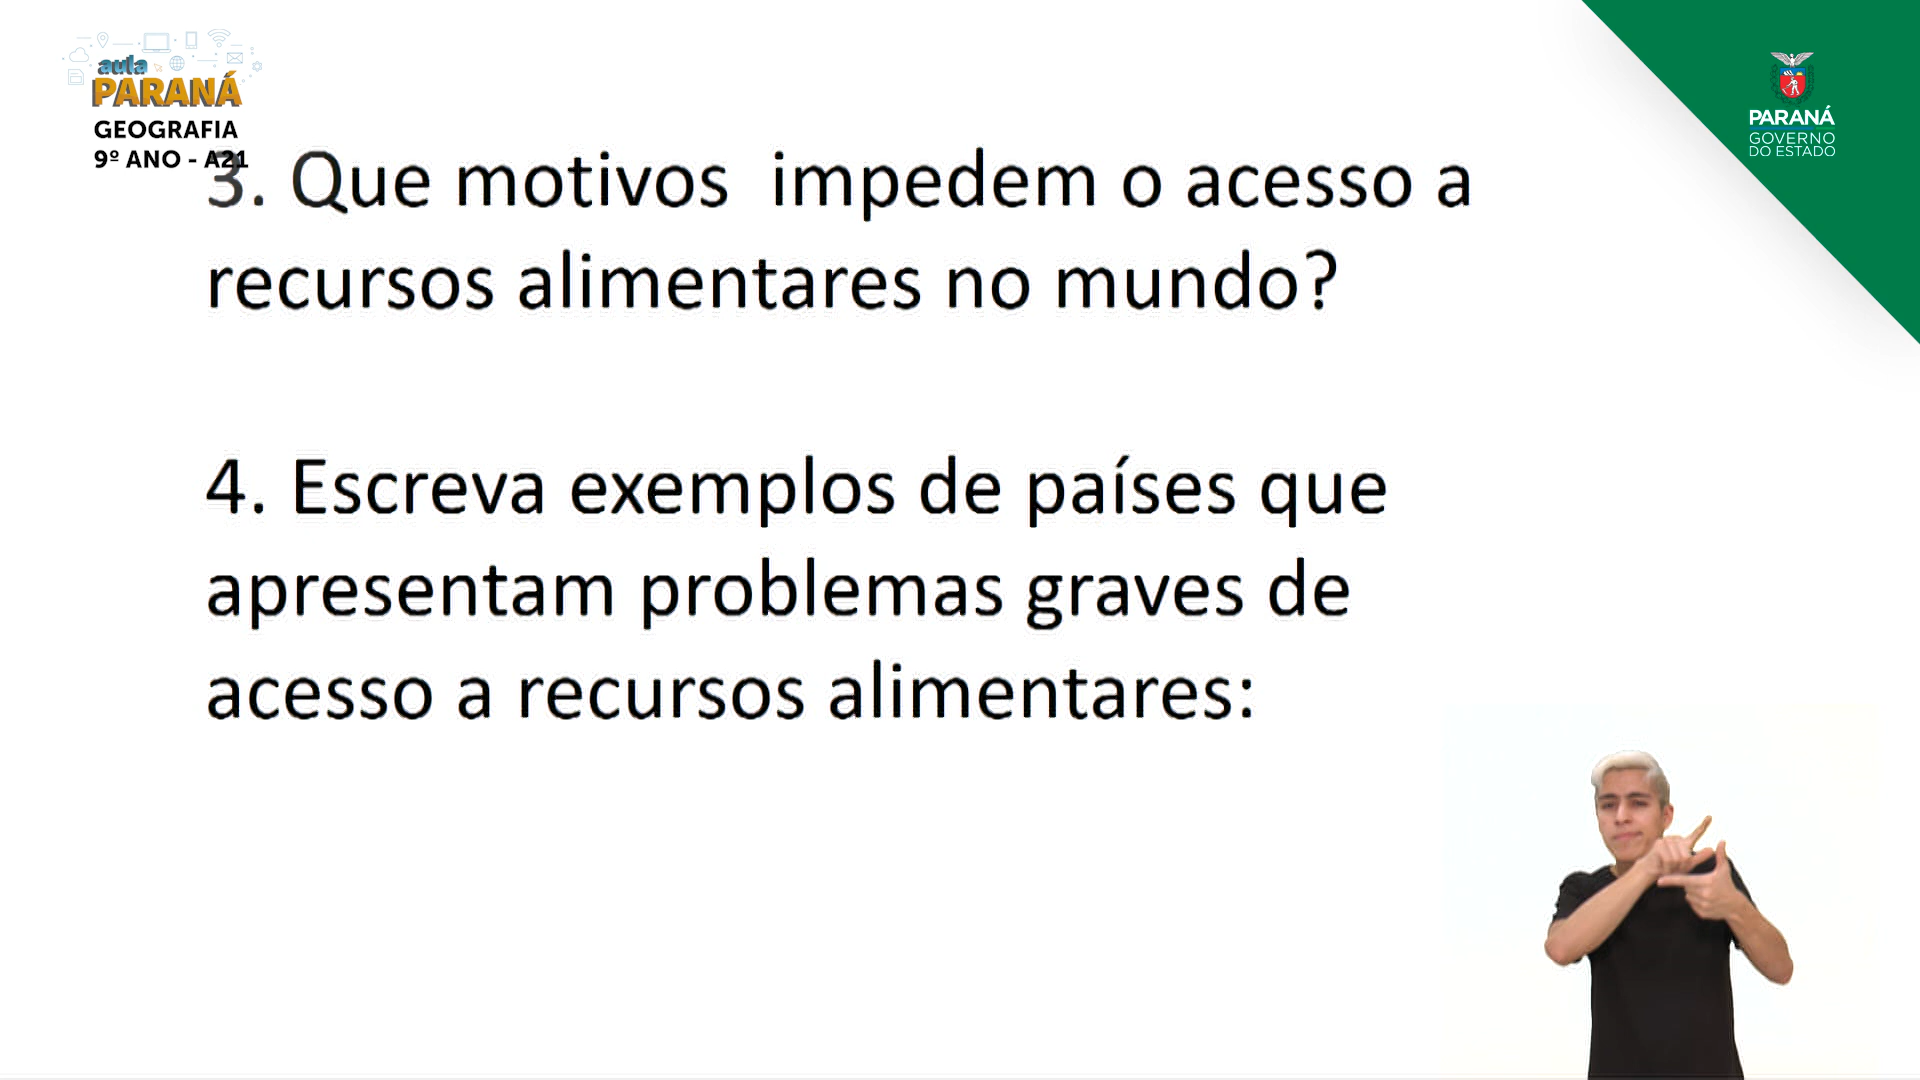 aula
PARANÁ
GEOGRAFIA
9º ANO - A21
PARANÁ
GOVERNO
DO ESTADO
3. Que motivos  impedem o acesso a
recursos alimentares no mundo?
4. Escreva exemplos de países que
apresentam problemas graves de
acesso a recursos alimentares: